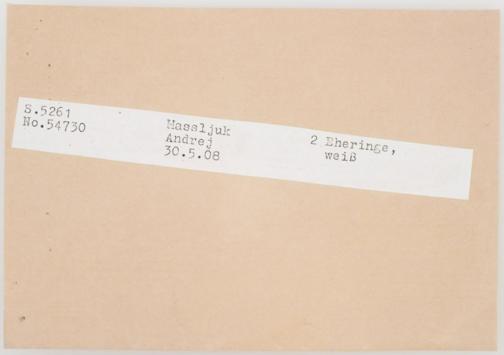 S.5261
No.54730
Massljuk
Andrej
30.5.08
2 Eheringe,
weiß